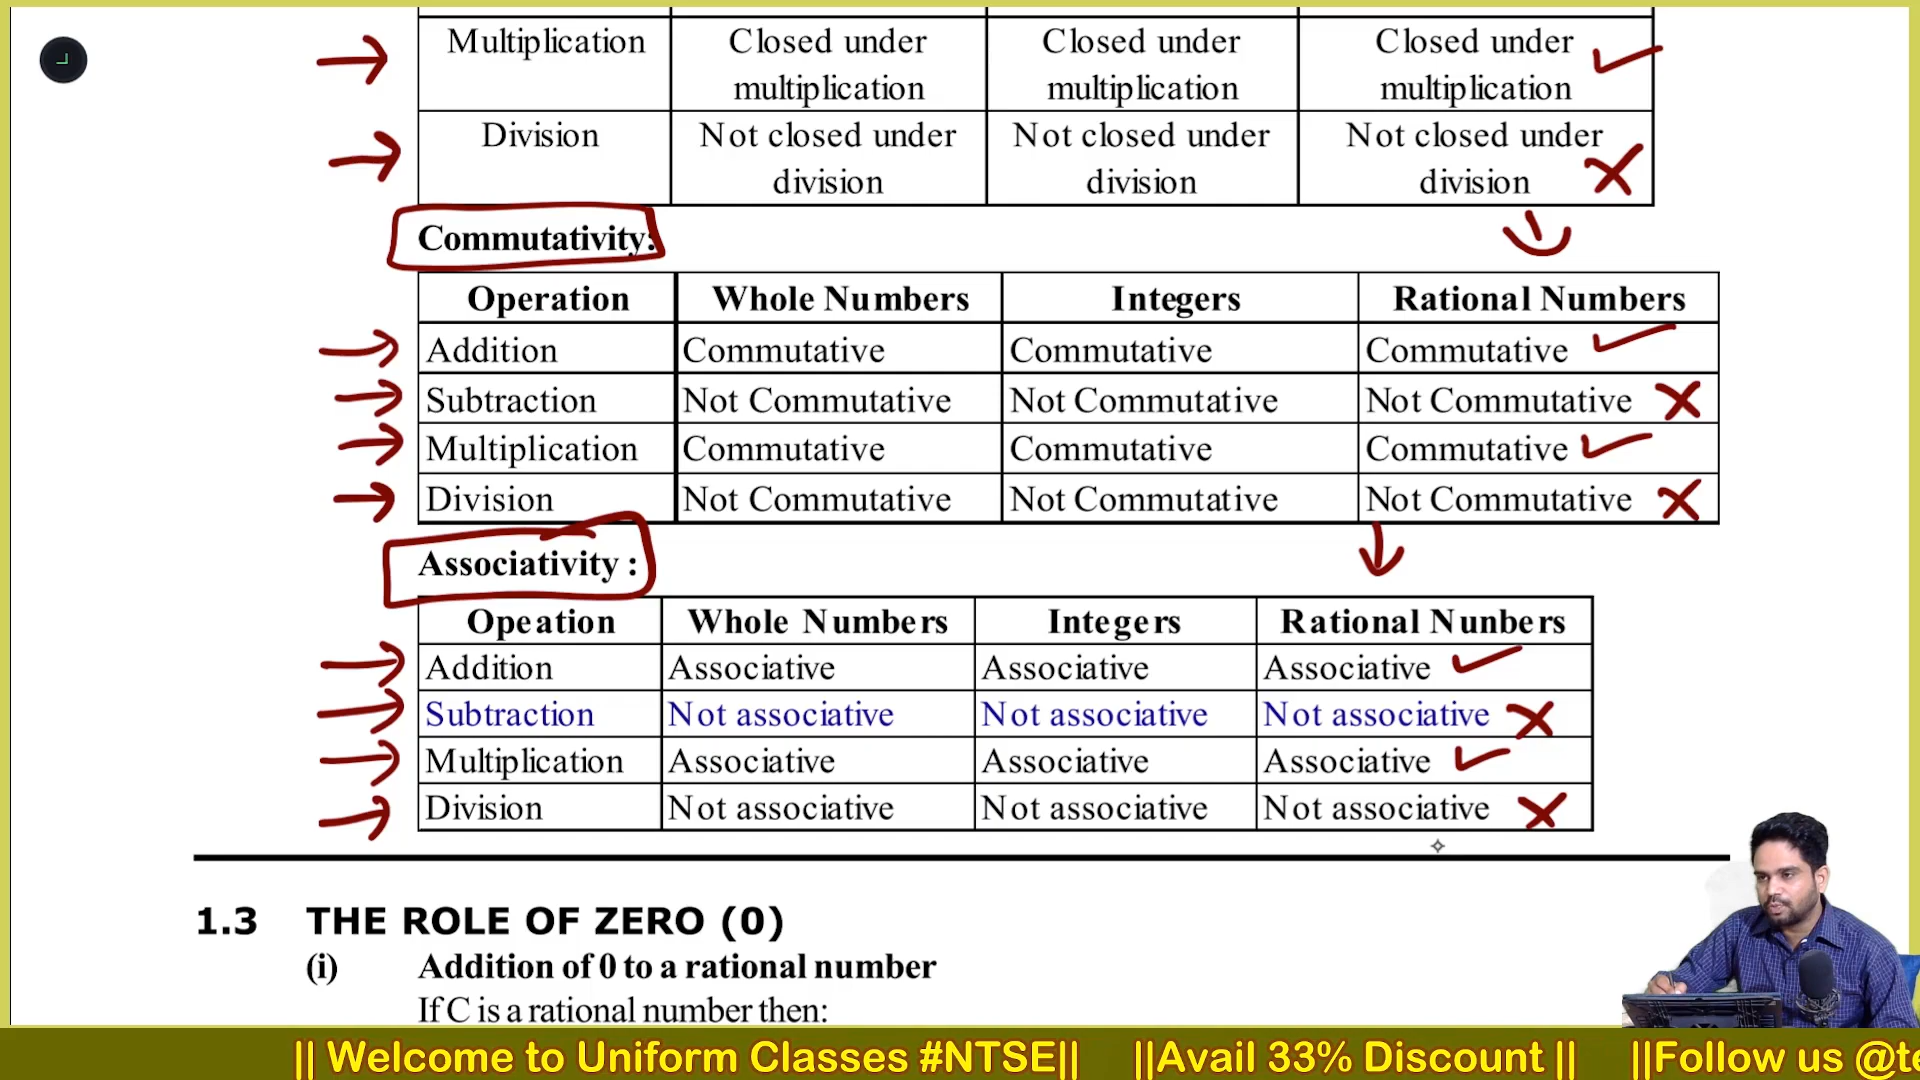 Multiplication Closed under multiplication Closed under multiplication Closed under multiplication
Division Not closed under division Not closed under division Not closed under division
Commutativity:
Operation Whole Numbers Integers Rational Numbers
Addition Commutative Commutative Commutative
Subtraction Not Commutative Not Commutative Not Commutative
Multiplication Commutative Commutative Commutative
Division Not Commutative Not Commutative Not Commutative
Associativity :
Opeation Whole Numbers Integers Rational Nunbers
Addition Associative Associative Associative
Subtraction Not associative Not associative Not associative
Multiplication Associative Associative Associative
Division Not associative Not associative Not associative
1.3 THE ROLE OF ZERO (0)
(i) Addition of 0 to a rational number
If C is a rational number then:
|| Welcome to Uniform Classes #NTSE|| ||Avail 33% Discount || ||Follow us @te